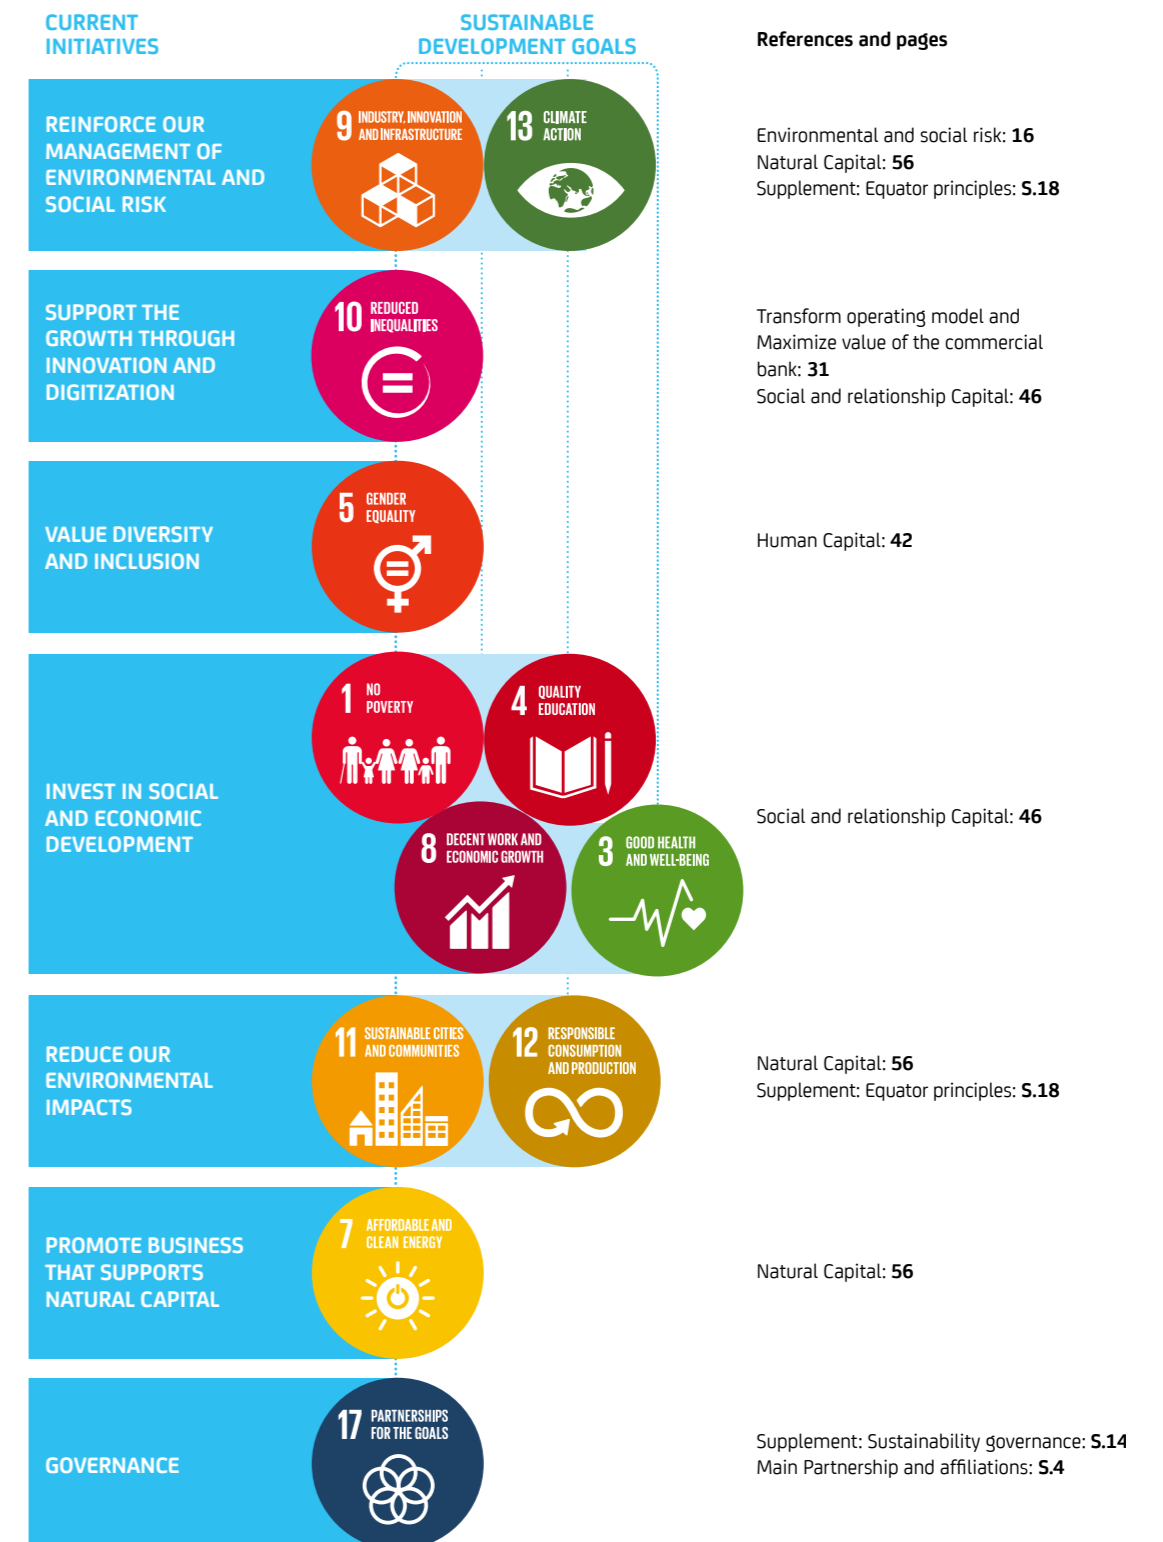 CURRENT
INITIATIVES
SUSTAINABLE
DEVELOPMENT GOALS
References and pages
REINFORCE OUR
MANAGEMENT OF
ENVIRONMENTAL AND
SOCIAL RISK
9 INDUSTRY, INNOVATION
AND INFRASTRUCTURE
13 CLIMATE
ACTION
Environmental and social risk: 16
Natural Capital: 56
Supplement: Equator principles: S.18
SUPPORT THE
GROWTH THROUGH
INNOVATION AND
DIGITIZATION
10 REDUCED
INEQUALITIES
Transform operating model and
Maximize value of the commercial
bank: 31
Social and relationship Capital: 46
VALUE DIVERSITY
AND INCLUSION
5 GENDER
EQUALITY
Human Capital: 42
INVEST IN SOCIAL
AND ECONOMIC
DEVELOPMENT
1 NO
POVERTY
4 QUALITY
EDUCATION
8 DECENT WORK AND
ECONOMIC GROWTH
3 GOOD HEALTH
AND WELL-BEING
Social and relationship Capital: 46
REDUCE OUR
ENVIRONMENTAL
IMPACTS
11 SUSTAINABLE CITIES
AND COMMUNITIES
12 RESPONSIBLE
CONSUMPTION
AND PRODUCTION
Natural Capital: 56
Supplement: Equator principles: S.18
PROMOTE BUSINESS
THAT SUPPORTS
NATURAL CAPITAL
7 AFFORDABLE AND
CLEAN ENERGY
Natural Capital: 56
GOVERNANCE
17 PARTNERSHIPS
FOR THE GOALS
Supplement: Sustainability governance: S.14
Main Partnership and affiliations: S.4